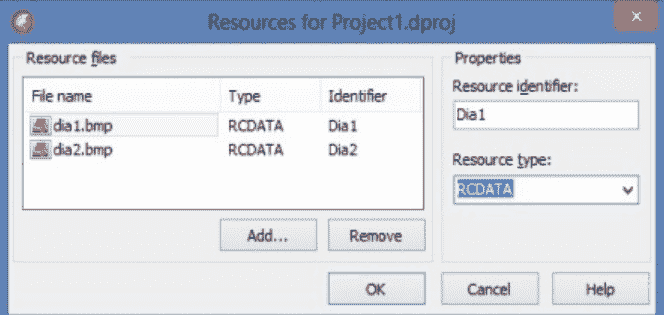 Resources for Project1.dproj
Resource files
File name Type Identifier
dia1.bmp RCDATA Dia1
dia2.bmp RCDATA Dia2
Add... Remove
Properties
Resource identifier:
Dia1
Resource type:
RCDATA
OK Cancel Help